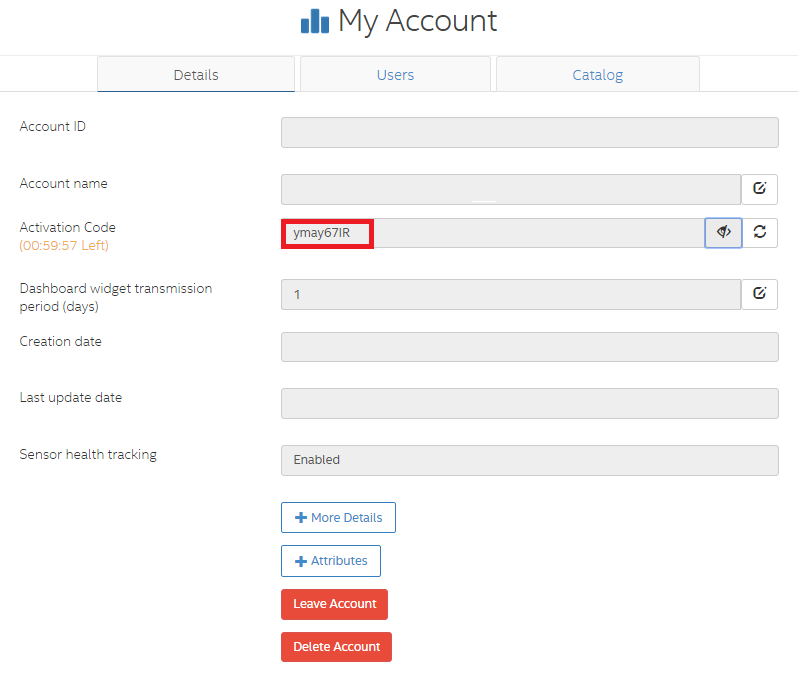 My Account
Details
Users
Catalog
Account ID
Account name
Activation Code
(00:59:57 Left)
ymay67IR
Dashboard widget transmission
period (days)
1
Creation date
Last update date
Sensor health tracking
Enabled
+ More Details
+ Attributes
Leave Account
Delete Account